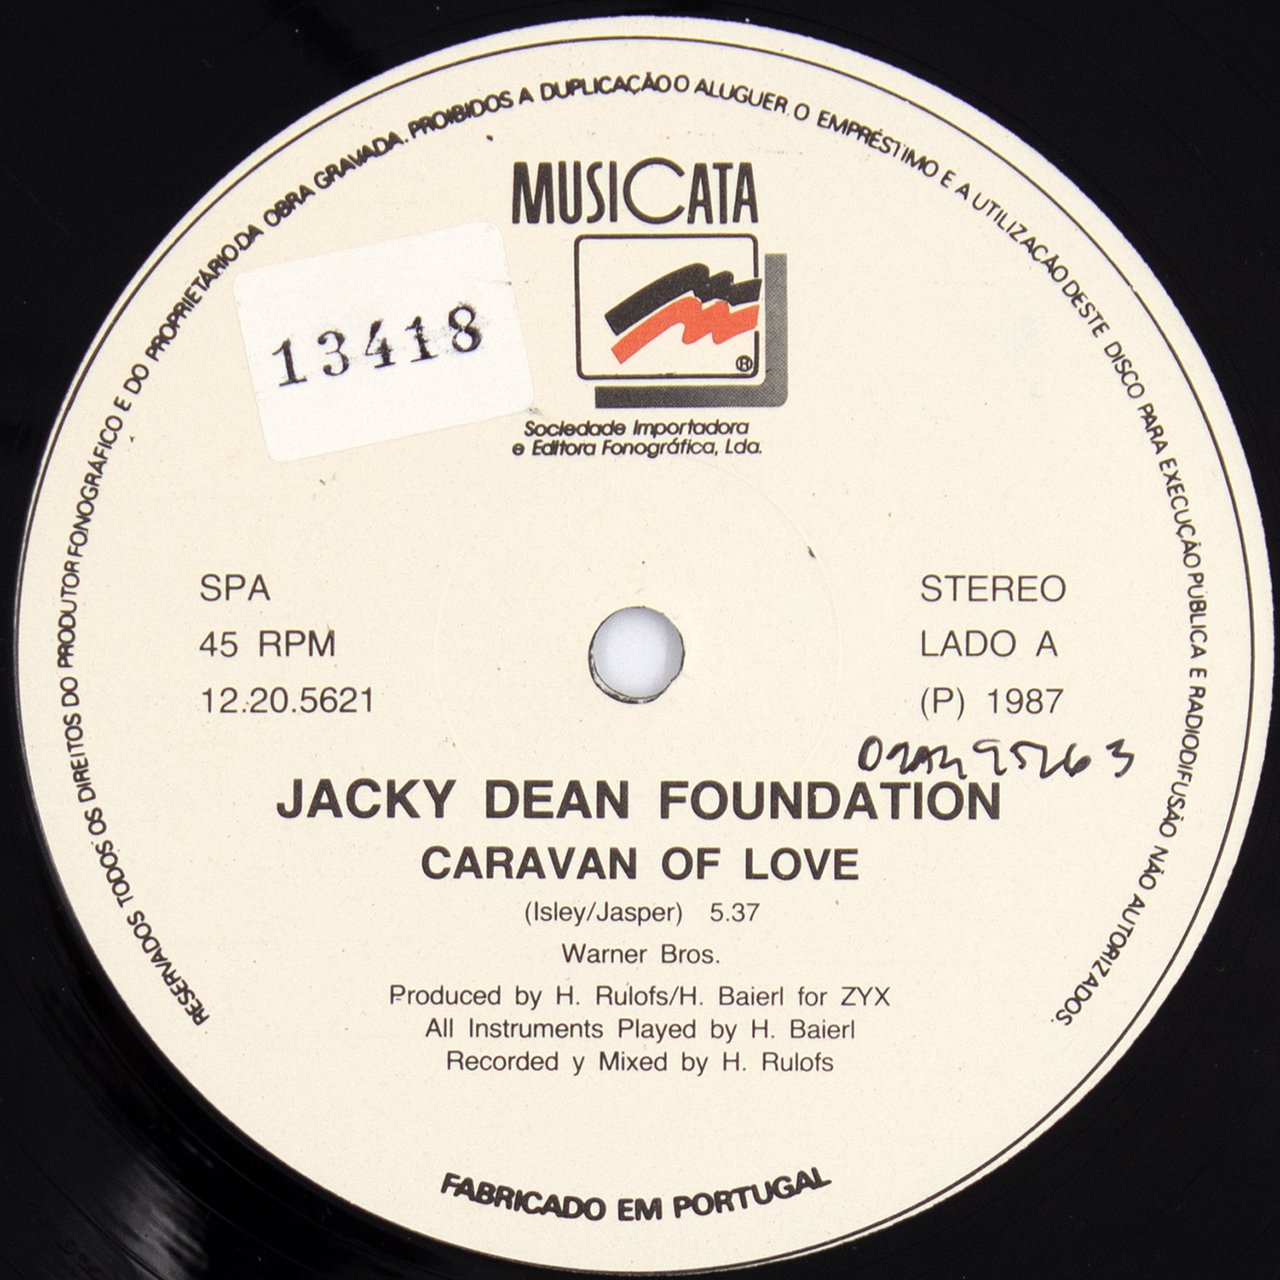 RESERVADOS TODOS OS DIREITOS DO PRODUTOR FONOGRÁFICO E DO PROPRIETÁRIO DA OBRA GRAVADA. PROIBIDOS A DUPLICAÇÃO O ALUGUER. O EMPRÉSTIMO E A UTILIZAÇÃO DESTE DISCO PARA EXECUÇÃO PUBLICA E RADIODIFUSÃO NÃO AUTORIZADOS.
MUSICATA
®
13418
Sociedade Importadora
e Editora Fonográfica, Lda.
SPA
45 RPM
12.20.5621
STEREO
LADO A
(P) 1987
JACKY DEAN FOUNDATION
CARAVAN OF LOVE
(Isley/Jasper) 5.37
Warner Bros.
Produced by H. Rulofs/H. Baierl for ZYX
All Instruments Played by H. Baierl
Recorded y Mixed by H. Rulofs
FABRICADO EM PORTUGAL